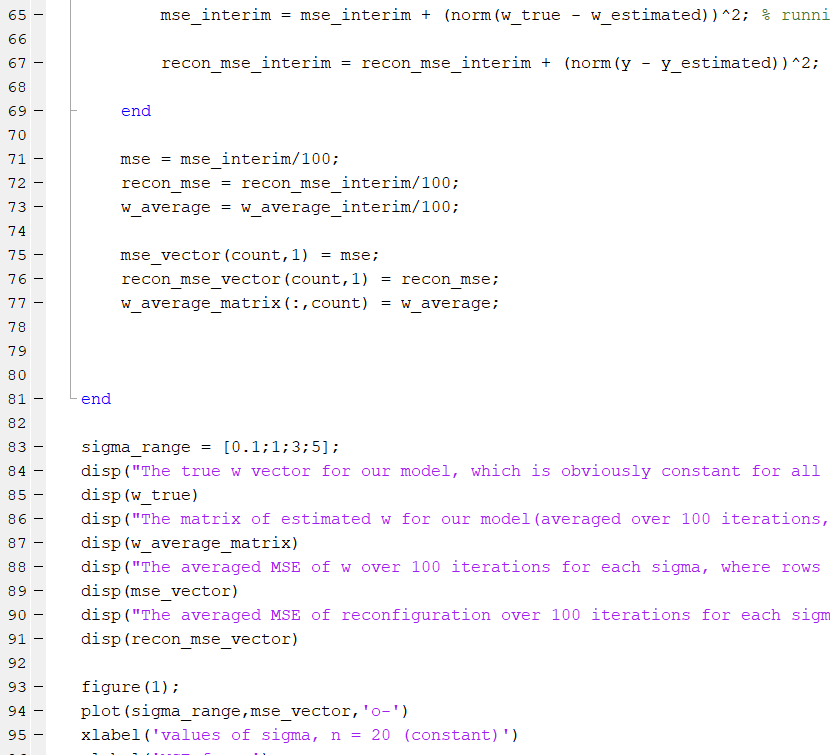 65 – mse_interim = mse_interim + (norm(w_true - w_estimated))^2; % runni
66
67 – recon_mse_interim = recon_mse_interim + (norm(y - y_estimated))^2;
68
69 – end
70
71 – mse = mse_interim/100;
72 – recon_mse = recon_mse_interim/100;
73 – w_average = w_average_interim/100;
74
75 – mse_vector(count,1) = mse;
76 – recon_mse_vector(count,1) = recon_mse;
77 – w_average_matrix(:,count) = w_average;
78
79
80
81 – end
82
83 – sigma_range = [0.1;1;3;5];
84 – disp("The true w vector for our model, which is obviously constant for all
85 – disp(w_true)
86 – disp("The matrix of estimated w for our model(averaged over 100 iterations,
87 – disp(w_average_matrix)
88 – disp("The averaged MSE of w over 100 iterations for each sigma, where rows
89 – disp(mse_vector)
90 – disp("The averaged MSE of reconfiguration over 100 iterations for each sigm
91 – disp(recon_mse_vector)
92
93 – figure(1);
94 – plot(sigma_range,mse_vector,'o-')
95 – xlabel('values of sigma, n = 20 (constant)')